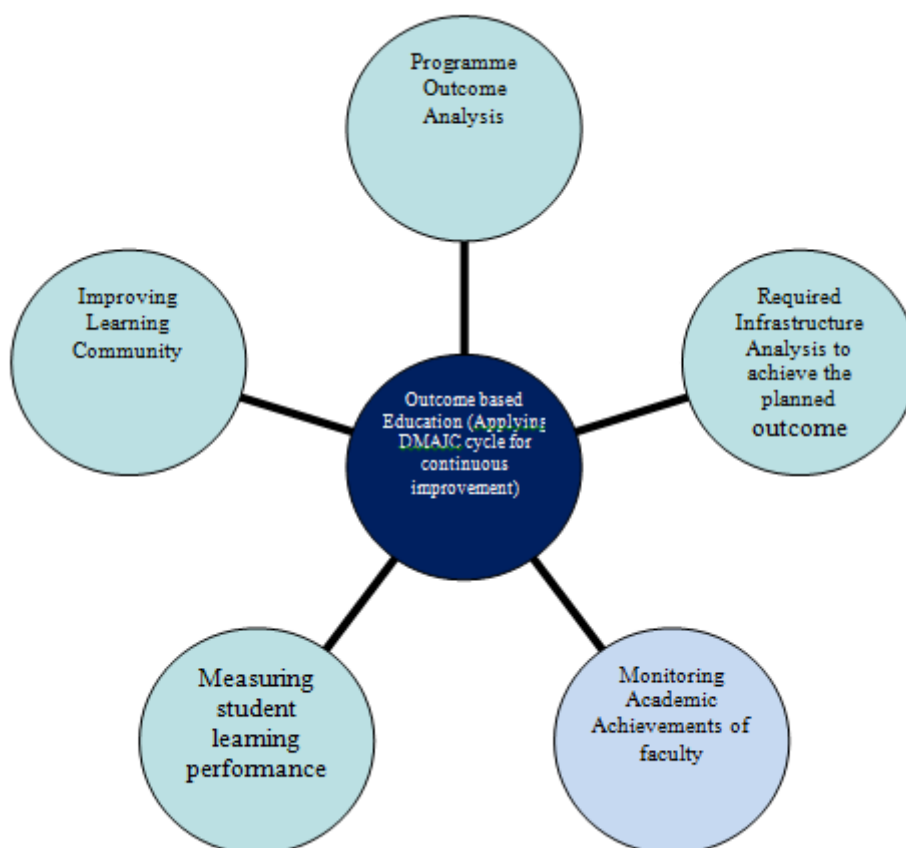 Programme
Outcome
Analysis
Improving
Learning
Community
Required
Infrastructure
Analysis to
achieve the
planned
outcome
Outcome based
Education (Applying
DMAIC cycle for
continuous
improvement)
Measuring
student
learning
performance
Monitoring
Academic
Achievements of
faculty